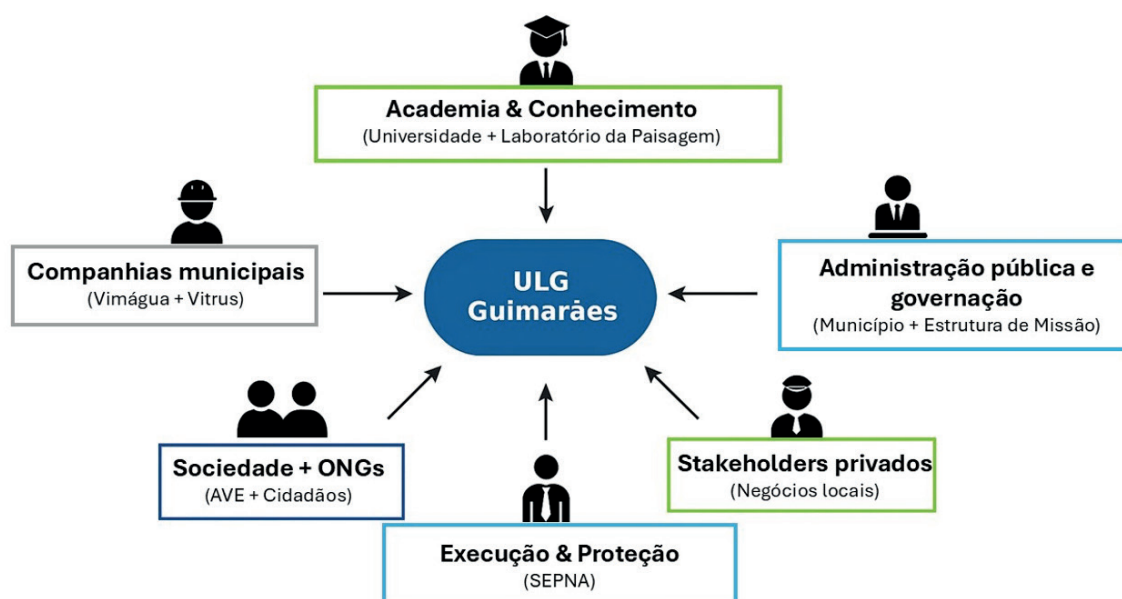 Academia & Conhecimento
(Universidade + Laboratório da Paisagem)
Companhias municipais
(Vimágua + Vitrus)
ULG
Guimarães
Administração pública e
governação
(Município + Estrutura de Missão)
Sociedade + ONGs
(AVE + Cidadãos)
Stakeholders privados
(Negócios locais)
Execução & Proteção
(SEPNA)